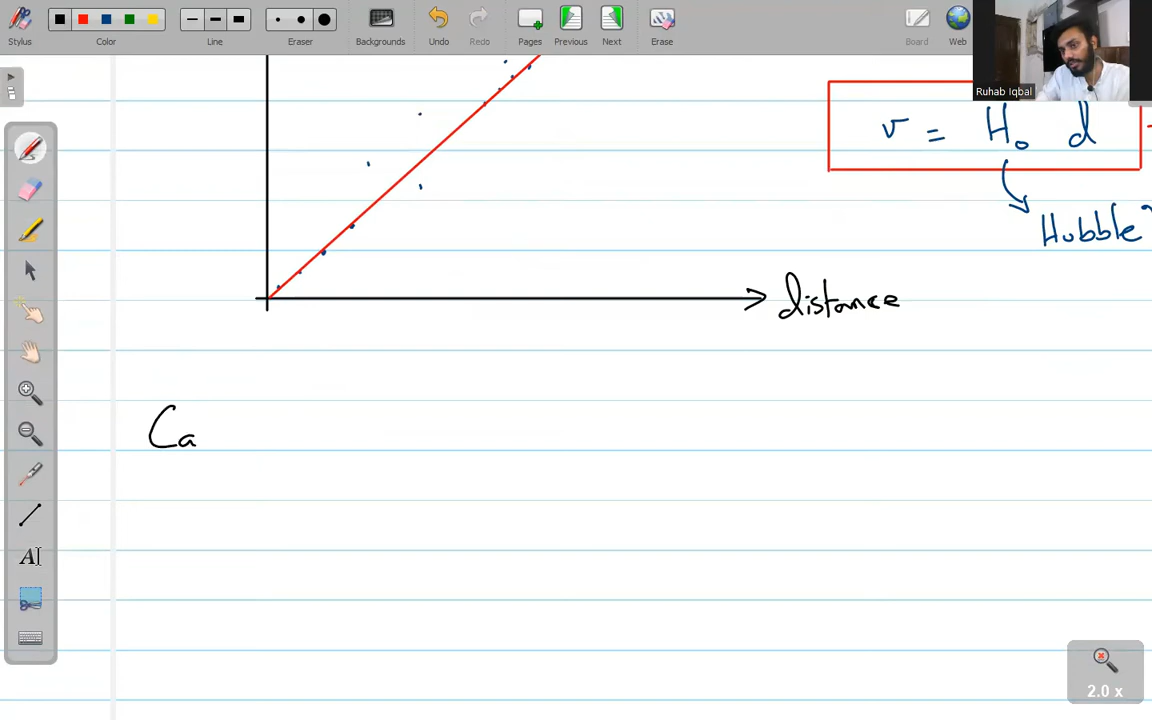 Stylus Color Line Eraser Backgrounds Undo Redo Pages Previous Next Erase Board Web
Ruhab Iqbal
v = H₀ d
Hubble'
distance
Ca
2.0 x